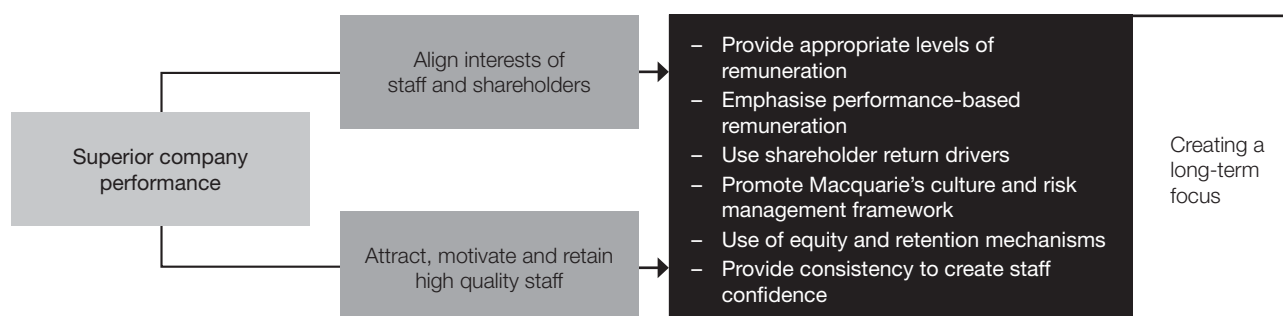 Superior company
performance
Align interests of
staff and shareholders
Attract, motivate and retain
high quality staff
– Provide appropriate levels of
remuneration
– Emphasise performance-based
remuneration
– Use shareholder return drivers
– Promote Macquarie’s culture and risk
management framework
– Use of equity and retention mechanisms
– Provide consistency to create staff
confidence
Creating a
long-term
focus